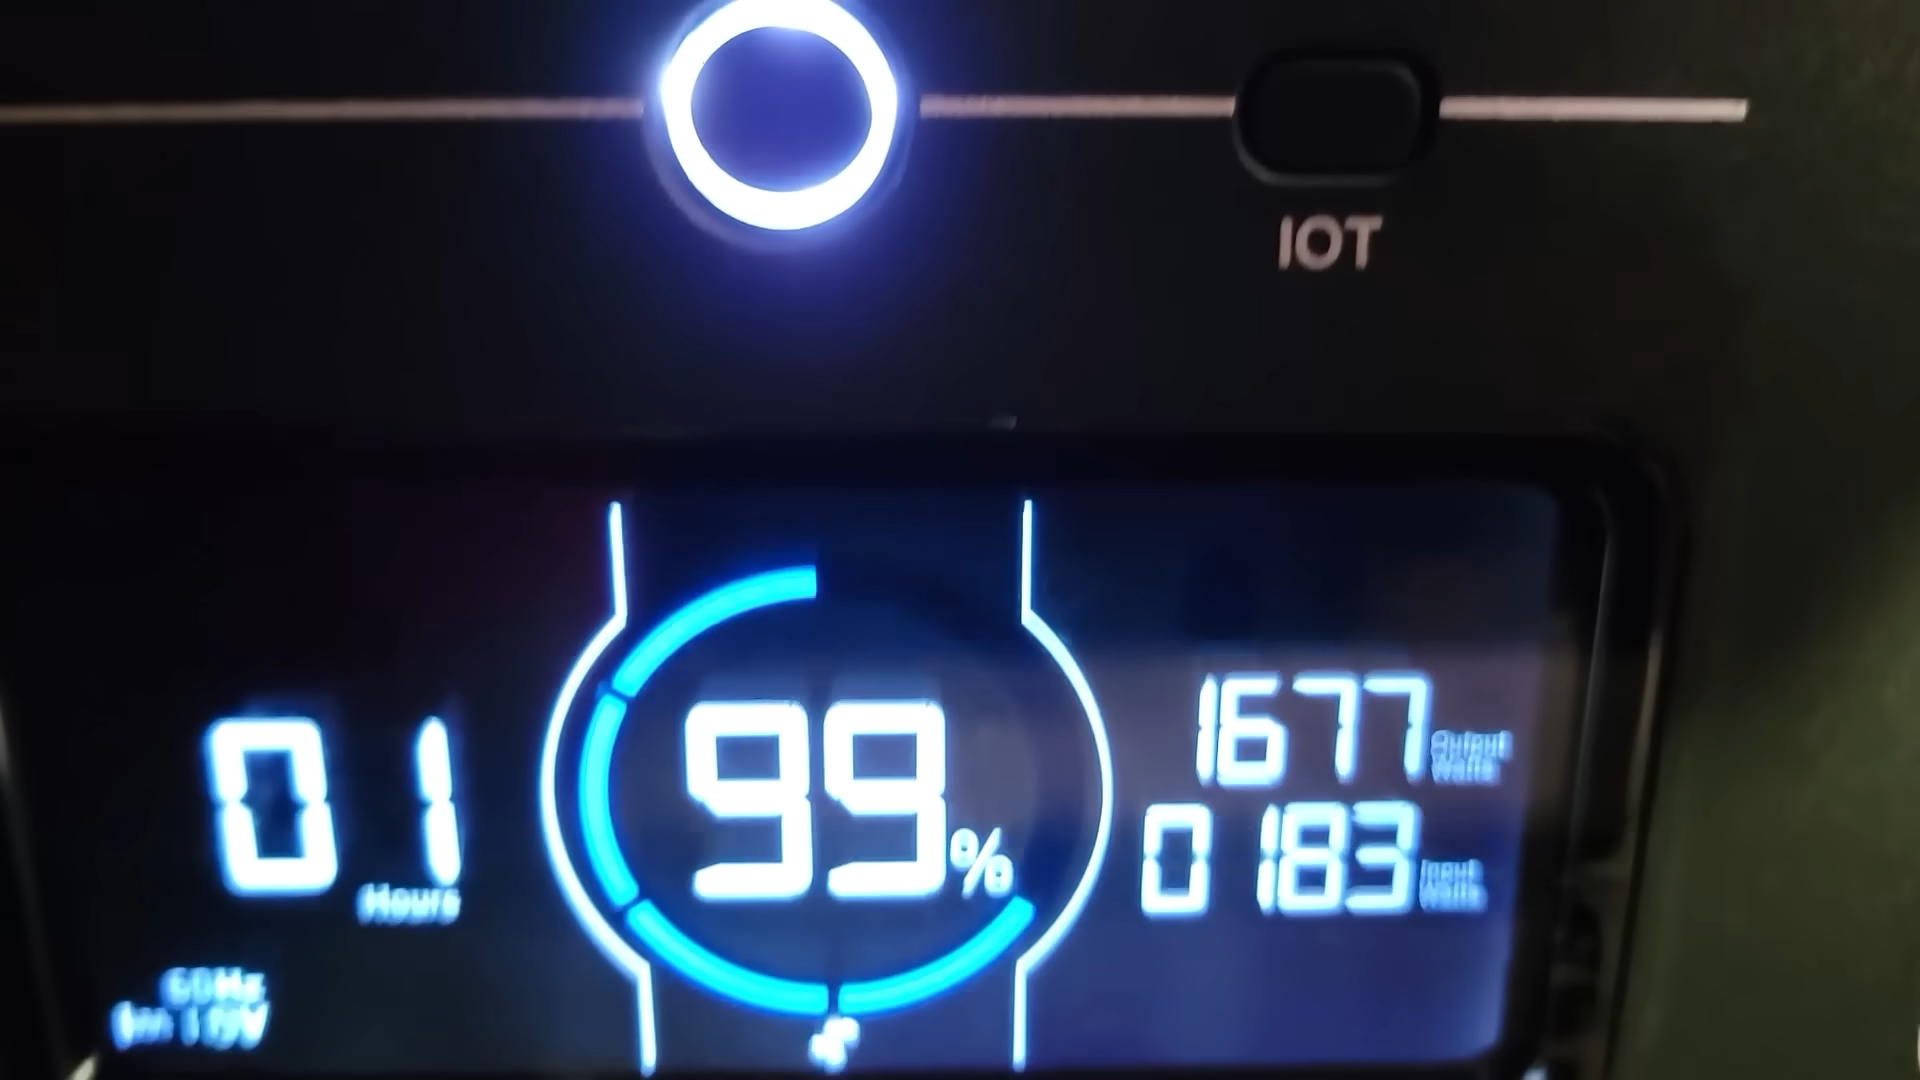 IOT
01 Hours
99%
1677 Output Watts
0183 Input Watts
60Hz